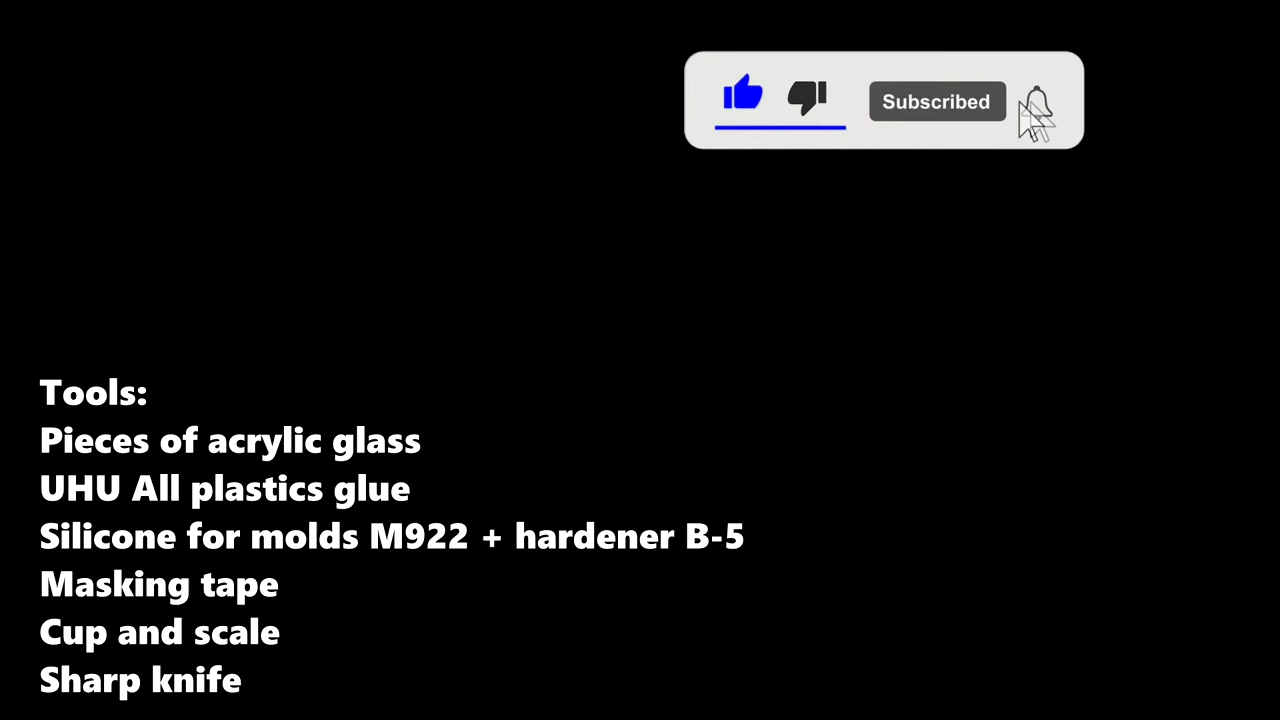 Subscribed
Tools:
Pieces of acrylic glass
UHU All plastics glue
Silicone for molds M922 + hardener B-5
Masking tape
Cup and scale
Sharp knife